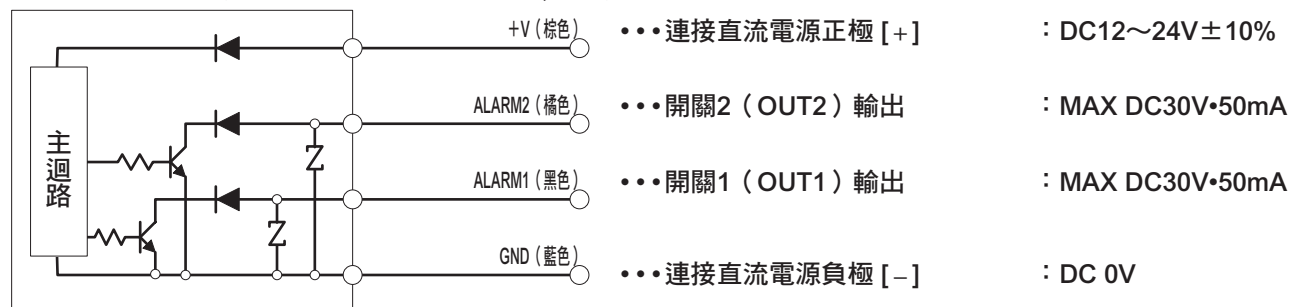 +V（棕色） •••連接直流電源正極 [+] ：DC12～24V±10%
ALARM2（橘色） •••開關2（OUT2）輸出 ：MAX DC30V•50mA
主迴路
ALARM1（黑色） •••開關1（OUT1）輸出 ：MAX DC30V•50mA
GND（藍色） •••連接直流電源負極 [−] ：DC 0V